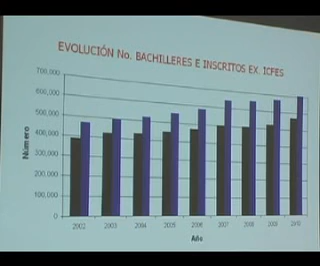 EVOLUCIÓN No. BACHILLERES E INSCRITOS EX. ICFES
700,000
600,000
500,000
400,000
300,000
200,000
100,000
0
Número
2002 2003 2004 2005 2006 2007 2008 2009 2010
Año